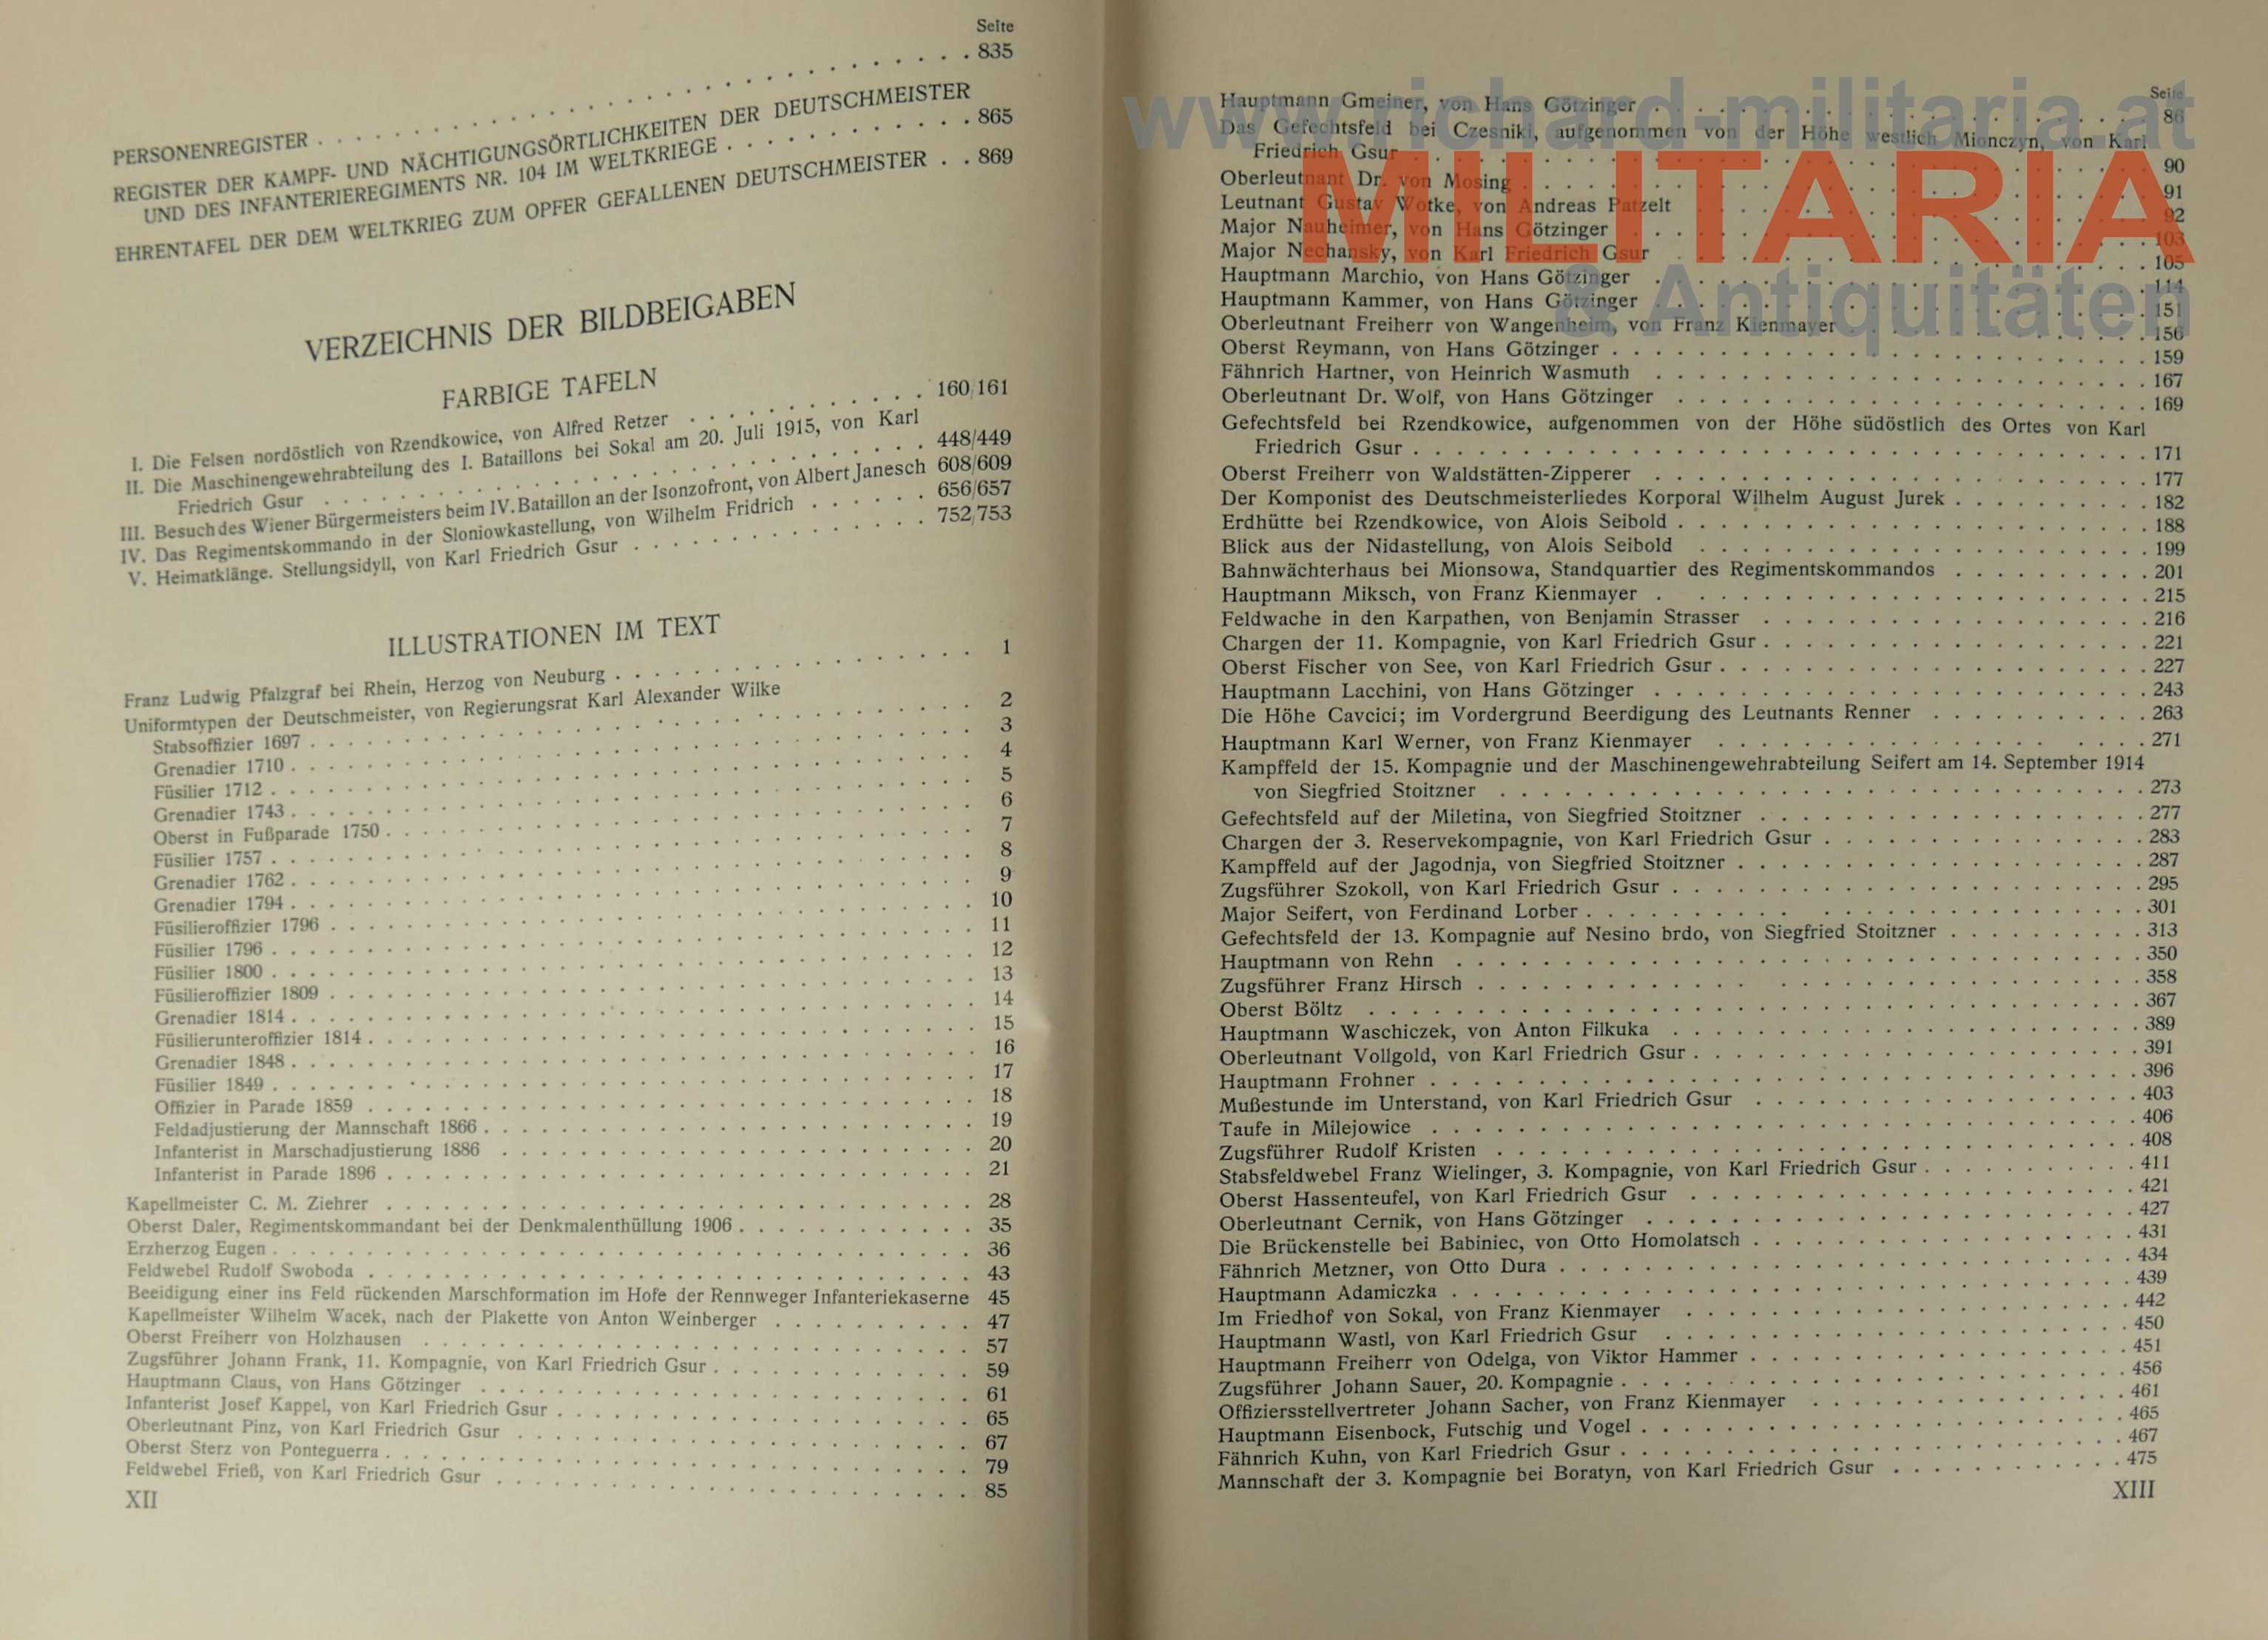 Seite
PERSONENREGISTER . . . . . 835
REGISTER DER KAMPF- UND NÄCHTIGUNGSÖRTLICHKEITEN DER DEUTSCHMEISTER
UND DES INFANTERIEREGIMENTS NR. 104 IM WELTKRIEGE . . . . . 865
EHRENTAFEL DER DEM WELTKRIEG ZUM OPFER GEFALLENEN DEUTSCHMEISTER . . 869
VERZEICHNIS DER BILDBEIGABEN
FARBIGE TAFELN
I. Die Felsen nordöstlich von Rzendkowice, von Alfred Retzer . . . . . 160/161
II. Die Maschinengewehrabteilung des I. Bataillons bei Sokal am 20. Juli 1915, von Karl
Friedrich Gsur . . . . . 448/449
III. Besuch des Wiener Bürgermeisters beim IV. Bataillon an der Isonzofront, von Albert Janesch 608/609
IV. Das Regimentskommando in der Sloniowkastellung, von Wilhelm Fridrich . . . . . 656/657
V. Heimatklänge. Stellungsidyll, von Karl Friedrich Gsur . . . . . 752/753
ILLUSTRATIONEN IM TEXT
Franz Ludwig Pfalzgraf bei Rhein, Herzog von Neuburg . . . . . 1
Uniformtypen der Deutschmeister, von Regierungsrat Karl Alexander Wilke
Stabsoffizier 1697 . . . . . 2
Grenadier 1710 . . . . . 3
Füsilier 1712 . . . . . 4
Grenadier 1743 . . . . . 5
Oberst in Fußparade 1750 . . . . . 6
Füsilier 1757 . . . . . 7
Grenadier 1762 . . . . . 8
Grenadier 1794 . . . . . 9
Füsilieroffizier 1796 . . . . . 10
Füsilier 1796 . . . . . 11
Füsilier 1800 . . . . . 12
Füsilieroffizier 1809 . . . . . 13
Grenadier 1814 . . . . . 14
Füsilierunteroffizier 1814 . . . . . 15
Grenadier 1848 . . . . . 16
Füsilier 1849 . . . . . 17
Offizier in Parade 1859 . . . . . 18
Feldadjustierung der Mannschaft 1866 . . . . . 19
Infanterist in Marschadjustierung 1886 . . . . . 20
Infanterist in Parade 1896 . . . . . 21
Kapellmeister C. M. Ziehrer . . . . . 28
Oberst Daler, Regimentskommandant bei der Denkmalenthüllung 1906 . . . . . 35
Erzherzog Eugen . . . . . 36
Feldwebel Rudolf Swoboda . . . . . 43
Beeidigung einer ins Feld rückenden Marschformation im Hofe der Rennweger Infanteriekaserne 45
Kapellmeister Wilhelm Wacek, nach der Plakette von Anton Weinberger . . . . . 47
Oberst Freiherr von Holzhausen . . . . . 57
Zugsführer Johann Frank, 11. Kompagnie, von Karl Friedrich Gsur . . . . . 59
Hauptmann Claus, von Hans Götzinger . . . . . 61
Infanterist Josef Kappel, von Karl Friedrich Gsur . . . . . 65
Oberleutnant Pinz, von Karl Friedrich Gsur . . . . . 67
Oberst Sterz von Ponteguerra . . . . . 79
Feldwebel Frieß, von Karl Friedrich Gsur . . . . . 85
XII
www.richard-militaria.at
MILITARIA
& Antiquitäten
Seite
Hauptmann Gmeiner, von Hans Götzinger . . . . . 86
Das Gefechtsfeld bei Czesniki, aufgenommen von der Höhe westlich Mionczyn, von Karl
Friedrich Gsur . . . . . 90
Oberleutnant Dr. von Mosing . . . . . 91
Leutnant Gustav Wotke, von Andreas Patzelt . . . . . 92
Major Nauheimer, von Hans Götzinger . . . . . 103
Major Nechansky, von Karl Friedrich Gsur . . . . . 105
Hauptmann Marchio, von Hans Götzinger . . . . . 114
Hauptmann Kammer, von Hans Götzinger . . . . . 151
Oberleutnant Freiherr von Wangenheim, von Franz Kienmayer . . . . . 156
Oberst Reymann, von Hans Götzinger . . . . . 159
Fähnrich Hartner, von Heinrich Wasmuth . . . . . 167
Oberleutnant Dr. Wolf, von Hans Götzinger . . . . . 169
Gefechtsfeld bei Rzendkowice, aufgenommen von der Höhe südöstlich des Ortes von Karl
Friedrich Gsur . . . . . 171
Oberst Freiherr von Waldstätten-Zipperer . . . . . 177
Der Komponist des Deutschmeisterliedes Korporal Wilhelm August Jurek . . . . . 182
Erdhütte bei Rzendkowice, von Alois Seibold . . . . . 188
Blick aus der Nidastellung, von Alois Seibold . . . . . 199
Bahnwächterhaus bei Mionsowa, Standquartier des Regimentskommandos . . . . . 201
Hauptmann Miksch, von Franz Kienmayer . . . . . 215
Feldwache in den Karpathen, von Benjamin Strasser . . . . . 216
Chargen der 11. Kompagnie, von Karl Friedrich Gsur . . . . . 221
Oberst Fischer von See, von Karl Friedrich Gsur . . . . . 227
Hauptmann Lacchini, von Hans Götzinger . . . . . 243
Die Höhe Cavcici; im Vordergrund Beerdigung des Leutnants Renner . . . . . 263
Hauptmann Karl Werner, von Franz Kienmayer . . . . . 271
Kampffeld der 15. Kompagnie und der Maschinengewehrabteilung Seifert am 14. September 1914
von Siegfried Stoitzner . . . . . 273
Gefechtsfeld auf der Miletina, von Siegfried Stoitzner . . . . . 277
Chargen der 3. Reservekompagnie, von Karl Friedrich Gsur . . . . . 283
Kampffeld auf der Jagodnja, von Siegfried Stoitzner . . . . . 287
Zugsführer Szokoll, von Karl Friedrich Gsur . . . . . 295
Major Seifert, von Ferdinand Lorber . . . . . 301
Gefechtsfeld der 13. Kompagnie auf Nesino brdo, von Siegfried Stoitzner . . . . . 313
Hauptmann von Rehn . . . . . 350
Zugsführer Franz Hirsch . . . . . 358
Oberst Böltz . . . . . 367
Hauptmann Waschiczek, von Anton Filkuka . . . . . 389
Oberleutnant Vollgold, von Karl Friedrich Gsur . . . . . 391
Hauptmann Frohner . . . . . 396
Mußestunde im Unterstand, von Karl Friedrich Gsur . . . . . 403
Taufe in Milejowice . . . . . 406
Zugsführer Rudolf Kristen . . . . . 408
Stabsfeldwebel Franz Wielinger, 3. Kompagnie, von Karl Friedrich Gsur . . . . . 411
Oberst Hassenteufel, von Karl Friedrich Gsur . . . . . 421
Oberleutnant Cernik, von Hans Götzinger . . . . . 427
Die Brückenstelle bei Babiniec, von Otto Homolatsch . . . . . 431
Fähnrich Metzner, von Otto Dura . . . . . 434
Hauptmann Adamiczka . . . . . 439
Im Friedhof von Sokal, von Franz Kienmayer . . . . . 442
Hauptmann Wastl, von Karl Friedrich Gsur . . . . . 450
Hauptmann Freiherr von Odelga, von Viktor Hammer . . . . . 451
Zugsführer Johann Sauer, 20. Kompagnie . . . . . 456
Offiziersstellvertreter Johann Sacher, von Franz Kienmayer . . . . . 461
Hauptmann Eisenbock, Futschig und Vogel . . . . . 465
Fähnrich Kuhn, von Karl Friedrich Gsur . . . . . 467
Mannschaft der 3. Kompagnie bei Boratyn, von Karl Friedrich Gsur . . . . . 475
XIII